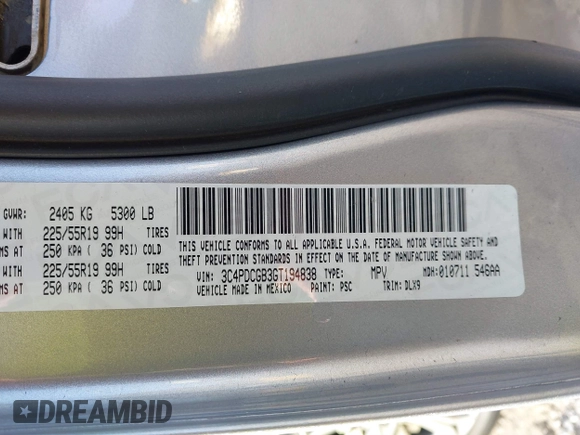 GVWR: 2405 KG 5300 LB
WITH 225/55R19 99H TIRES
MS AT 250 KPA ( 36 PSI) COLD
WITH 225/55R19 99H TIRES
MS AT 250 KPA ( 36 PSI) COLD
THIS VEHICLE CONFORMS TO ALL APPLICABLE U.S.A. FEDERAL MOTOR VEHICLE SAFETY AND
THEFT PREVENTION STANDARDS IN EFFECT ON THE DATE OF MANUFACTURE SHOWN ABOVE.
VIN: 3C4PDCGB3GT194838 TYPE: MPV MDH: 010711 546AA
VEHICLE MADE IN MEXICO PAINT: PSC TRIM: DLX9
DREAMBID